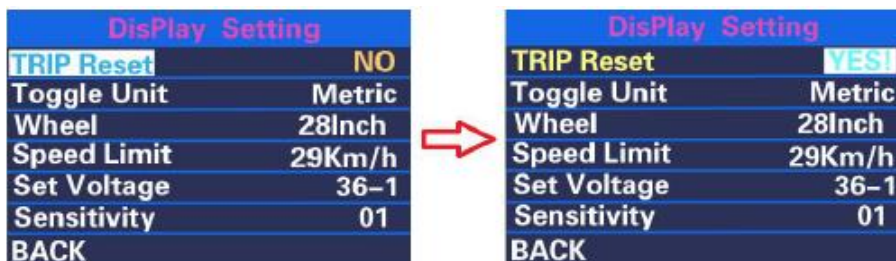 DisPlay Setting
TRIP Reset NO
Toggle Unit Metric
Wheel 28Inch
Speed Limit 29Km/h
Set Voltage 36-1
Sensitivity 01
BACK
DisPlay Setting
TRIP Reset YES!
Toggle Unit Metric
Wheel 28Inch
Speed Limit 29Km/h
Set Voltage 36-1
Sensitivity 01
BACK